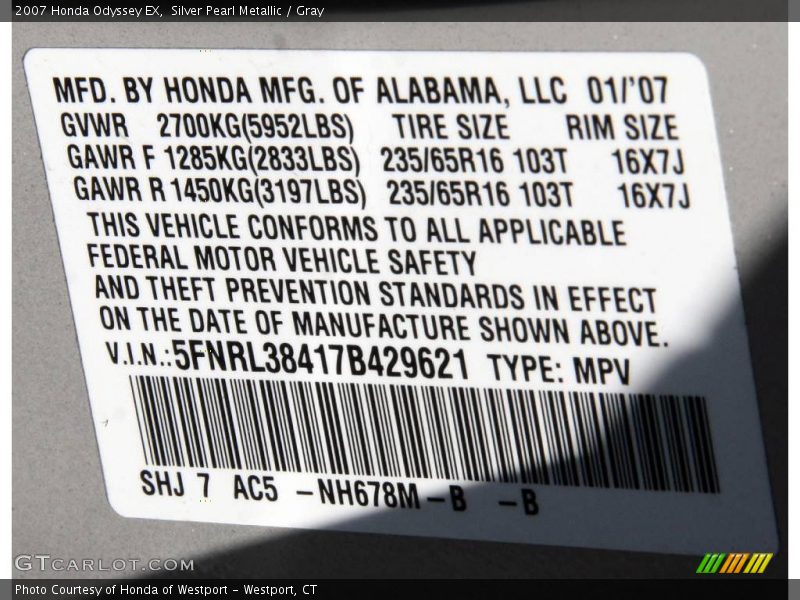 2007 Honda Odyssey EX, Silver Pearl Metallic / Gray
MFD. BY HONDA MFG. OF ALABAMA, LLC 01/'07
GVWR 2700KG(5952LBS) TIRE SIZE RIM SIZE
GAWR F 1285KG(2833LBS) 235/65R16 103T 16X7J
GAWR R 1450KG(3197LBS) 235/65R16 103T 16X7J
THIS VEHICLE CONFORMS TO ALL APPLICABLE
FEDERAL MOTOR VEHICLE SAFETY
AND THEFT PREVENTION STANDARDS IN EFFECT
ON THE DATE OF MANUFACTURE SHOWN ABOVE.
V.I.N.:5FNRL38417B429621 TYPE: MPV
SHJ 7 AC5 –NH678M–B –B
GTCARLOT.COM
Photo Courtesy of Honda of Westport – Westport, CT